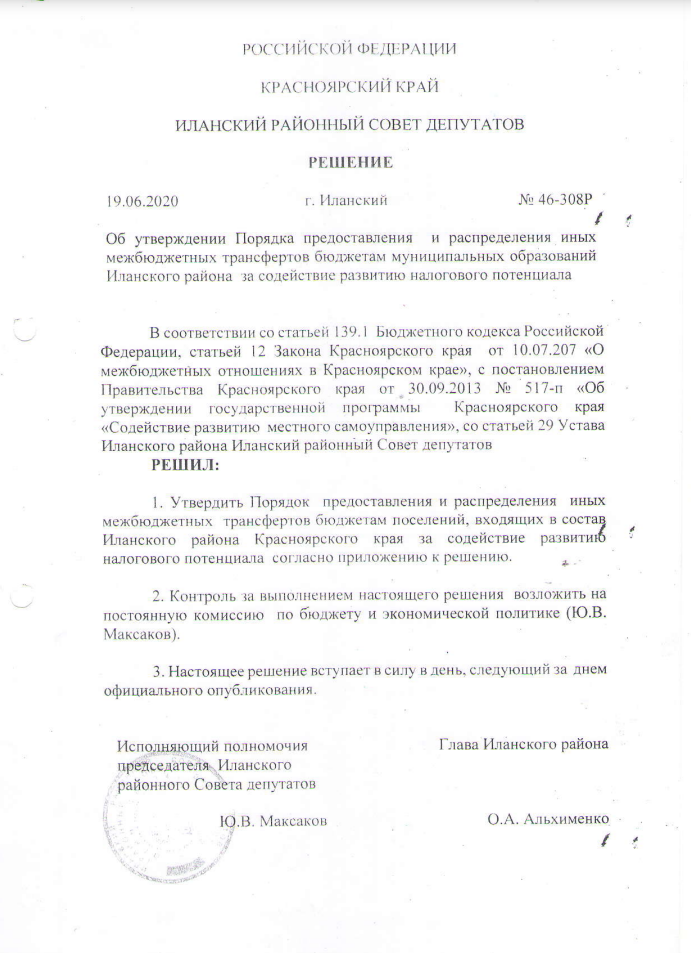 РОССИЙСКОЙ ФЕДЕРАЦИИ
КРАСНОЯРСКИЙ КРАЙ
ИЛАНСКИЙ РАЙОННЫЙ СОВЕТ ДЕПУТАТОВ
РЕШЕНИЕ
19.06.2020 г. Иланский № 46-308Р
Об утверждении Порядка предоставления и распределения иных
межбюджетных трансфертов бюджетам муниципальных образований
Иланского района за содействие развитию налогового потенциала
В соответствии со статьей 139.1 Бюджетного кодекса Российской
Федерации, статьей 12 Закона Красноярского края от 10.07.207 «О
межбюджетных отношениях в Красноярском крае», с постановлением
Правительства Красноярского края от 30.09.2013 № 517-п «Об
утверждении государственной программы Красноярского края
«Содействие развитию местного самоуправления», со статьей 29 Устава
Иланского района Иланский районный Совет депутатов
РЕШИЛ:
1. Утвердить Порядок предоставления и распределения иных
межбюджетных трансфертов бюджетам поселений, входящих в состав
Иланского района Красноярского края за содействие развитию
налогового потенциала согласно приложению к решению.
2. Контроль за выполнением настоящего решения возложить на
постоянную комиссию по бюджету и экономической политике (Ю.В.
Максаков).
3. Настоящее решение вступает в силу в день, следующий за днем
официального опубликования.
Исполняющий полномочия Глава Иланского района
председателя Иланского
районного Совета депутатов
Ю.В. Максаков О.А. Альхименко